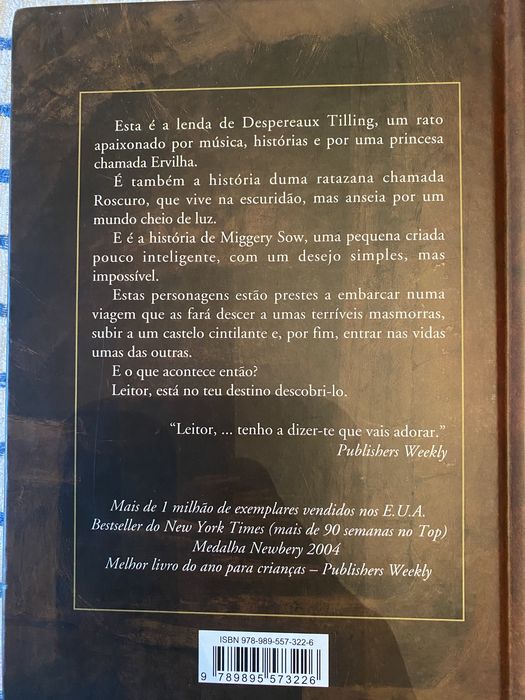 Esta é a lenda de Despereaux Tilling, um rato
apaixonado por música, histórias e por uma princesa
chamada Ervilha.
É também a história duma ratazana chamada
Roscuro, que vive na escuridão, mas anseia por um
mundo cheio de luz.
E é a história de Miggery Sow, uma pequena criada
pouco inteligente, com um desejo simples, mas
impossível.
Estas personagens estão prestes a embarcar numa
viagem que as fará descer a umas terríveis masmorras,
subir a um castelo cintilante e, por fim, entrar nas vidas
umas das outras.
E o que acontece então?
Leitor, está no teu destino descobri-lo.
“Leitor, ... tenho a dizer-te que vais adorar.”
Publishers Weekly
Mais de 1 milhão de exemplares vendidos nos E.U.A.
Bestseller do New York Times (mais de 90 semanas no Top)
Medalha Newbery 2004
Melhor livro do ano para crianças – Publishers Weekly
ISBN 978-989-557-322-6
9 789895 573226